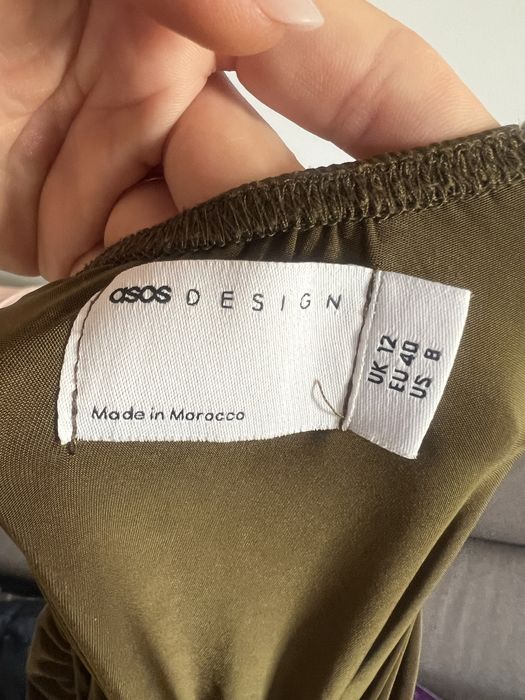 asos DESIGN
Made in Morocco
UK 12
EU 40
US 8